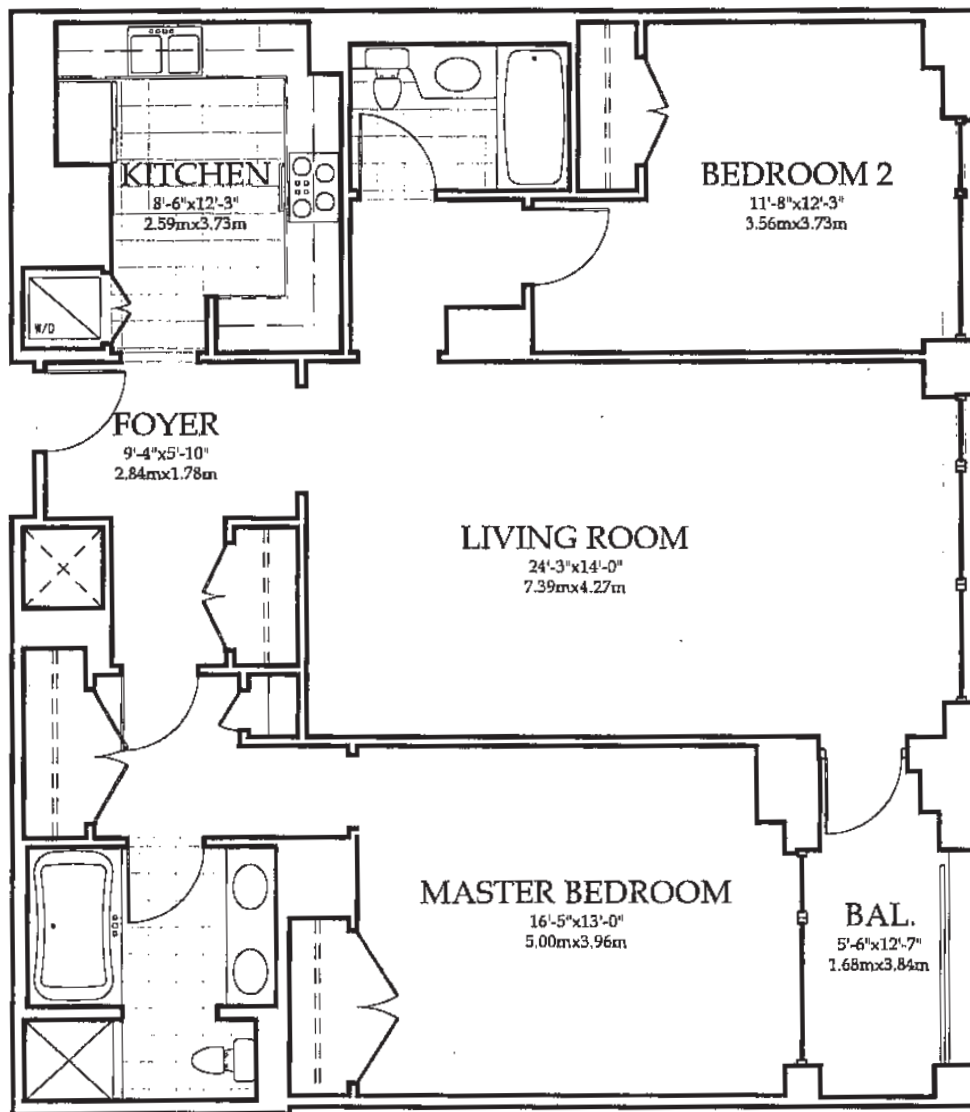 KITCHEN
8'-6"x12'-3"
2.59mx3.73m
BEDROOM 2
11'-8"x12'-3"
3.56mx3.73m
W/D
FOYER
9'-4"x5'-10"
2.84mx1.78m
LIVING ROOM
24'-3"x14'-0"
7.39mx4.27m
MASTER BEDROOM
16'-5"x13'-0"
5.00mx3.96m
BAL.
5'-6"x12'-7"
1.68mx3.84m